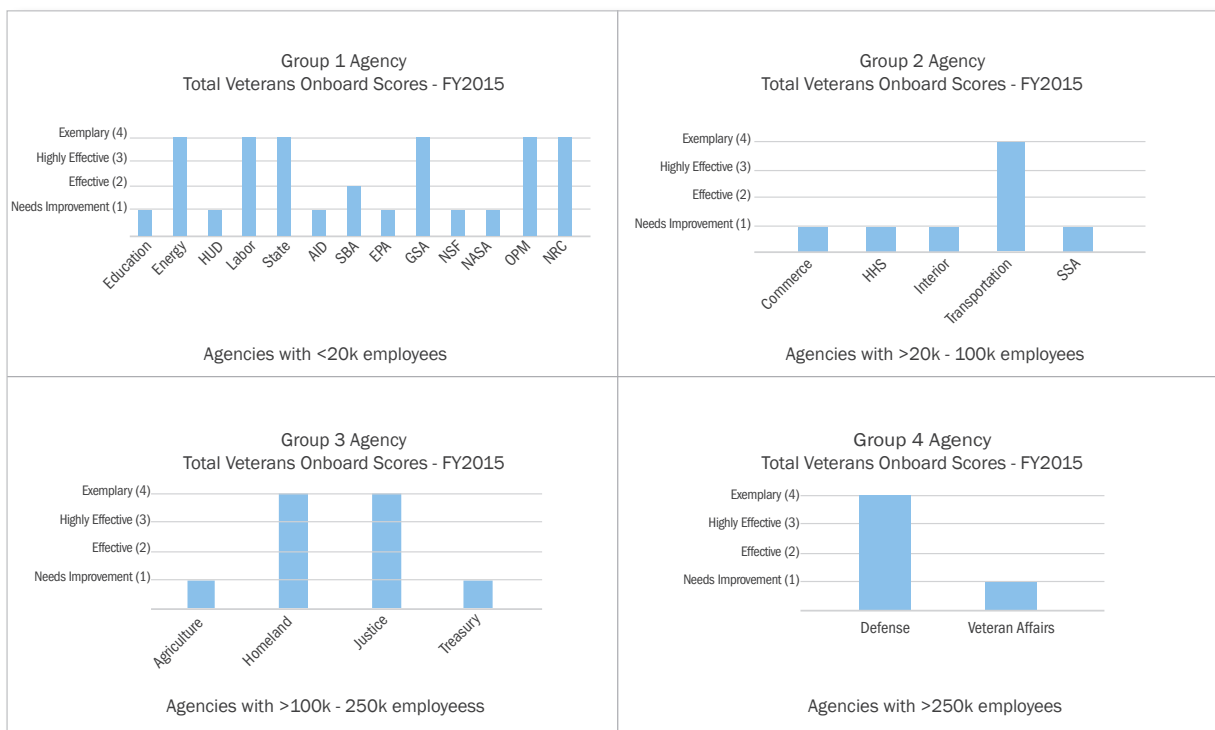 Group 1 Agency
Total Veterans Onboard Scores - FY2015
Exemplary (4)
Highly Effective (3)
Effective (2)
Needs Improvement (1)
Education
Energy
HUD
Labor
State
AID
SBA
EPA
GSA
NSF
NASA
OPM
NRC
Agencies with <20k employees
Group 2 Agency
Total Veterans Onboard Scores - FY2015
Exemplary (4)
Highly Effective (3)
Effective (2)
Needs Improvement (1)
Commerce
HHS
Interior
Transportation
SSA
Agencies with >20k - 100k employees
Group 3 Agency
Total Veterans Onboard Scores - FY2015
Exemplary (4)
Highly Effective (3)
Effective (2)
Needs Improvement (1)
Agriculture
Homeland
Justice
Treasury
Agencies with >100k - 250k employeess
Group 4 Agency
Total Veterans Onboard Scores - FY2015
Exemplary (4)
Highly Effective (3)
Effective (2)
Needs Improvement (1)
Defense
Veteran Affairs
Agencies with >250k employees